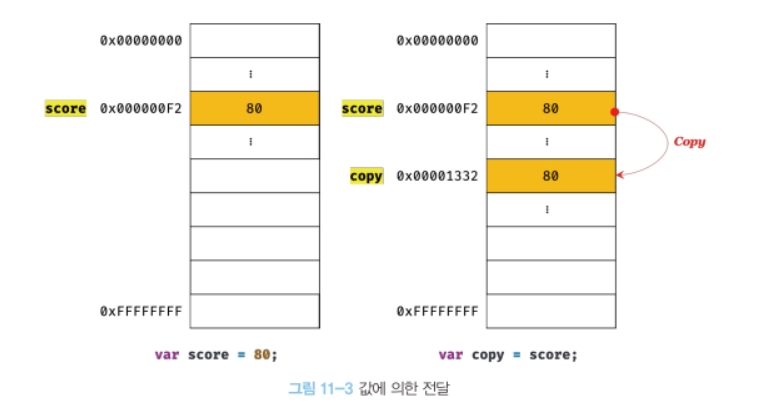 0x00000000
⋮
score 0x000000F2 80
⋮
0xFFFFFFFF
var score = 80;
0x00000000
⋮
score 0x000000F2 80
⋮
Copy
copy 0x00001332 80
⋮
0xFFFFFFFF
var copy = score;
그림 11-3 값에 의한 전달